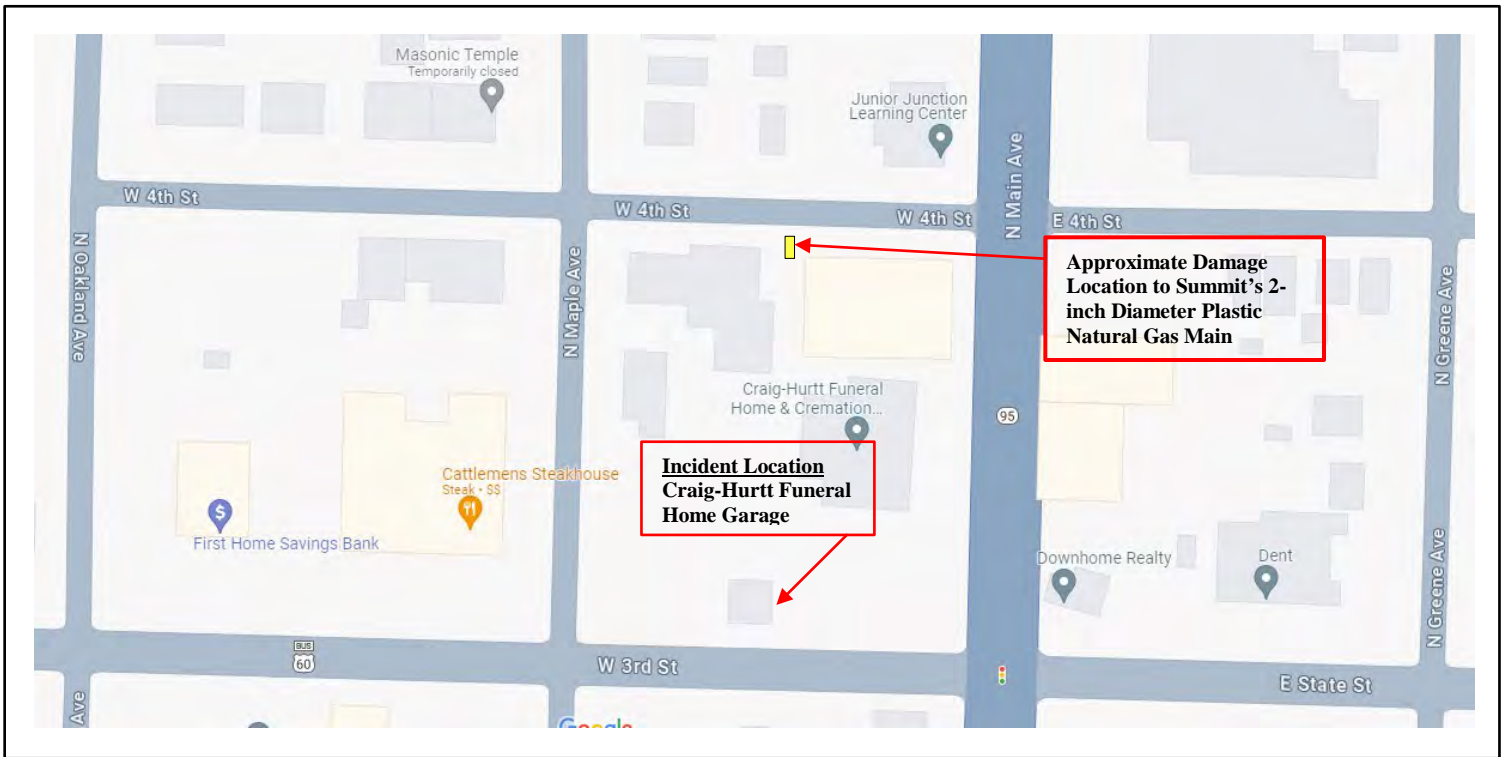 Masonic Temple
Temporarily closed
Junior Junction
Learning Center
N Main Ave
W 4th St
W 4th St
W 4th St
E 4th St
N Oakland Ave
N Maple Ave
Approximate Damage
Location to Summit's 2-
inch Diameter Plastic
Natural Gas Main
N Greene Ave
Craig-Hurtt Funeral
Home & Cremation...
95
Incident Location
Craig-Hurtt Funeral
Home Garage
Cattlemens Steakhouse
Steak • $$
$
First Home Savings Bank
Downhome Realty
Dent
N Greene Ave
BUS
60
W 3rd St
E State St
Ave
Google